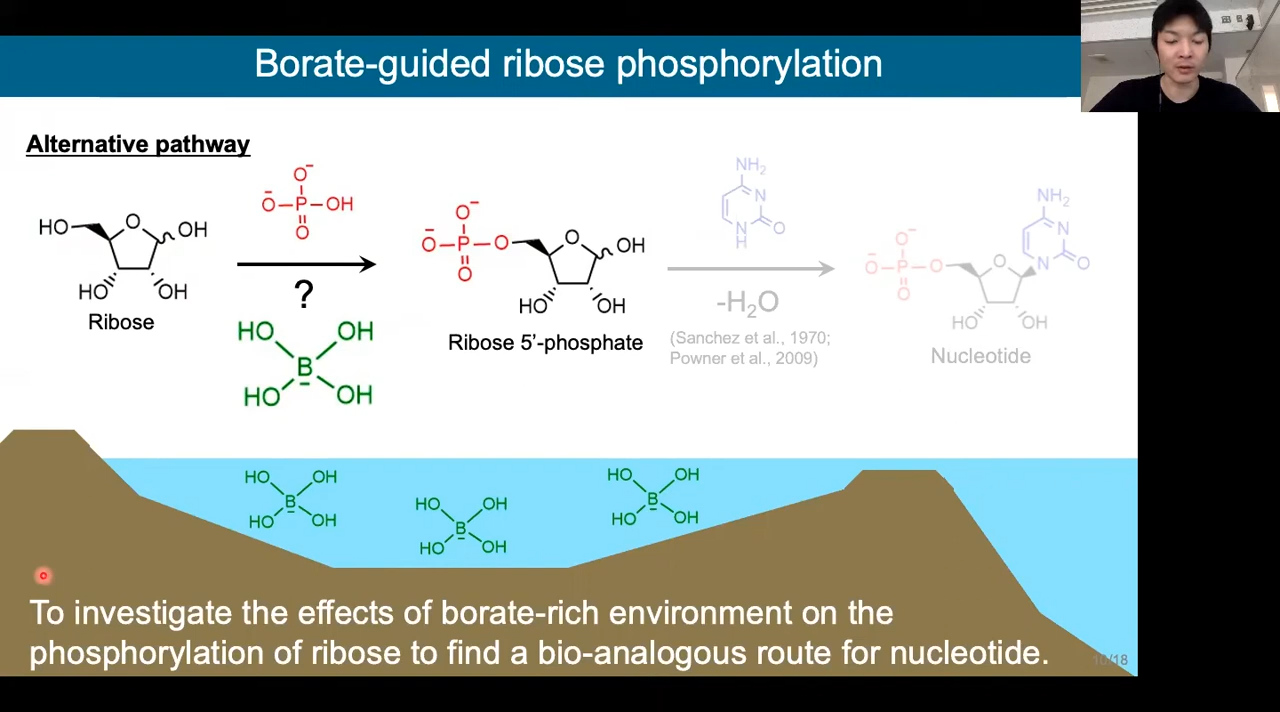 Borate-guided ribose phosphorylation
Alternative pathway
O⁻
⁻O P OH
O
HO O OH
HO OH
Ribose
?
HO OH
B⁻
HO OH
O⁻
⁻O P O O OH
O
HO OH
Ribose 5’-phosphate
NH₂
N
N O
H
-H₂O
(Sanchez et al., 1970;
Powner et al., 2009)
NH₂
N
O⁻
⁻O P O O N O
O
HO OH
Nucleotide
HO OH
B⁻
HO OH
HO OH
B⁻
HO OH
HO OH
B⁻
HO OH
To investigate the effects of borate-rich environment on the
phosphorylation of ribose to find a bio-analogous route for nucleotide.
10/18